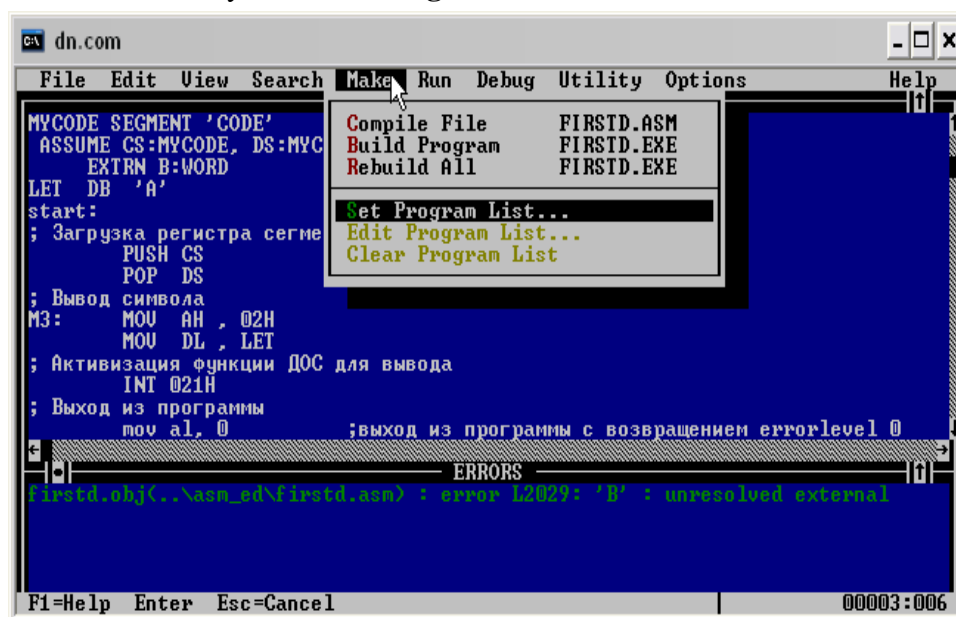 dn.com
File Edit View Search Make Run Debug Utility Options Help
MYCODE SEGMENT 'CODE'
ASSUME CS:MYCODE, DS:MYC
EXTRN B:WORD
LET DB 'A'
start:
; Загрузка регистра сегме
PUSH CS
POP DS
; Вывод символа
M3: MOV AH , 02H
MOV DL , LET
; Активизация функции ДОС для вывода
INT 021H
; Выход из программы
mov al, 0 ;выход из программы с возвращением errorlevel 0
Compile File FIRSTD.ASM
Build Program FIRSTD.EXE
Rebuild All FIRSTD.EXE
Set Program List...
Edit Program List...
Clear Program List
ERRORS
firstd.obj(..\asm_ed\firstd.asm) : error L2029: 'B' : unresolved external
F1=Help Enter Esc=Cancel 00003:006